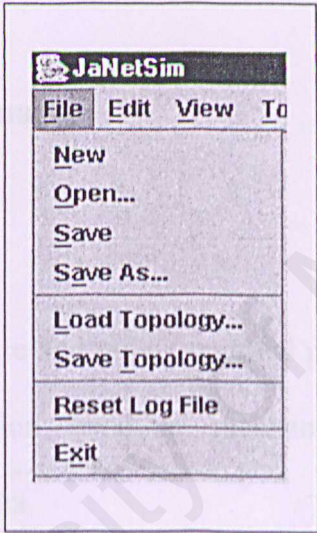 JaNetSim
File Edit View To
New
Open...
Save
Save As...
Load Topology...
Save Topology...
Reset Log File
Exit